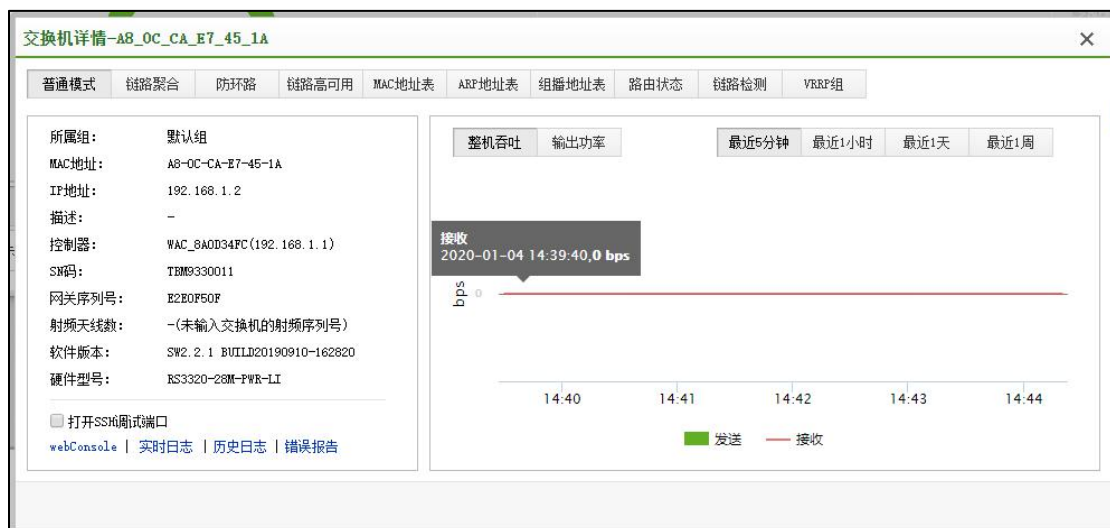 交换机详情-A8_0C_CA_E7_45_1A
普通模式 链路聚合 防环路 链路高可用 MAC地址表 ARP地址表 组播地址表 路由状态 链路检测 VRRP组
所属组: 默认组
MAC地址: A8-0C-CA-E7-45-1A
IP地址: 192.168.1.2
描述: -
控制器: WAC_8A0D34FC(192.168.1.1)
SN码: TBM9330011
网关序列号: E2E0F50F
射频天线数: -(未输入交换机的射频序列号)
软件版本: SW2.2.1 BUILD20190910-162820
硬件型号: RS3320-28M-PWR-LI
打开SSH调试端口
webConsole | 实时日志 | 历史日志 | 错误报告
整机吞吐 输出功率 最近5分钟 最近1小时 最近1天 最近1周
接收
2020-01-04 14:39:40,0 bps
bps 0
14:40 14:41 14:42 14:43 14:44
发送 接收